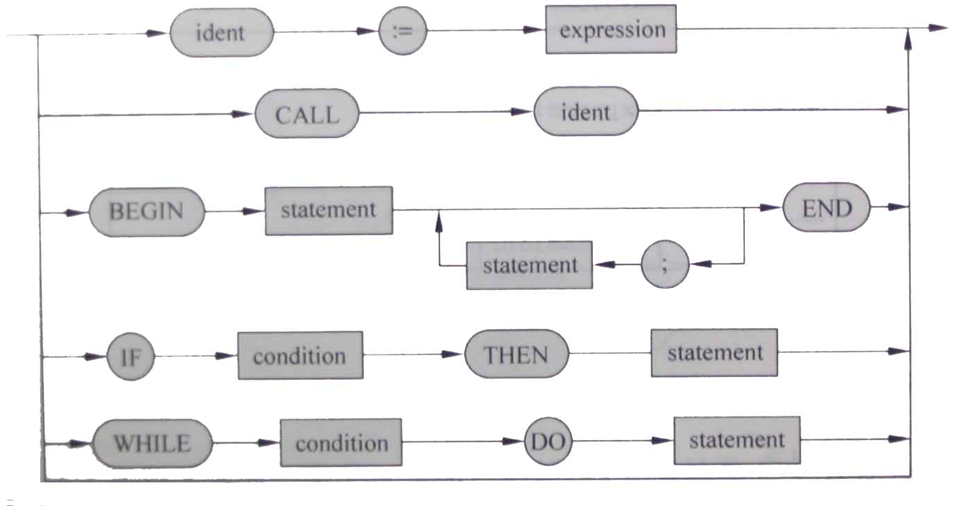 ident := expression
CALL ident
BEGIN statement END
statement ;
IF condition THEN statement
WHILE condition DO statement